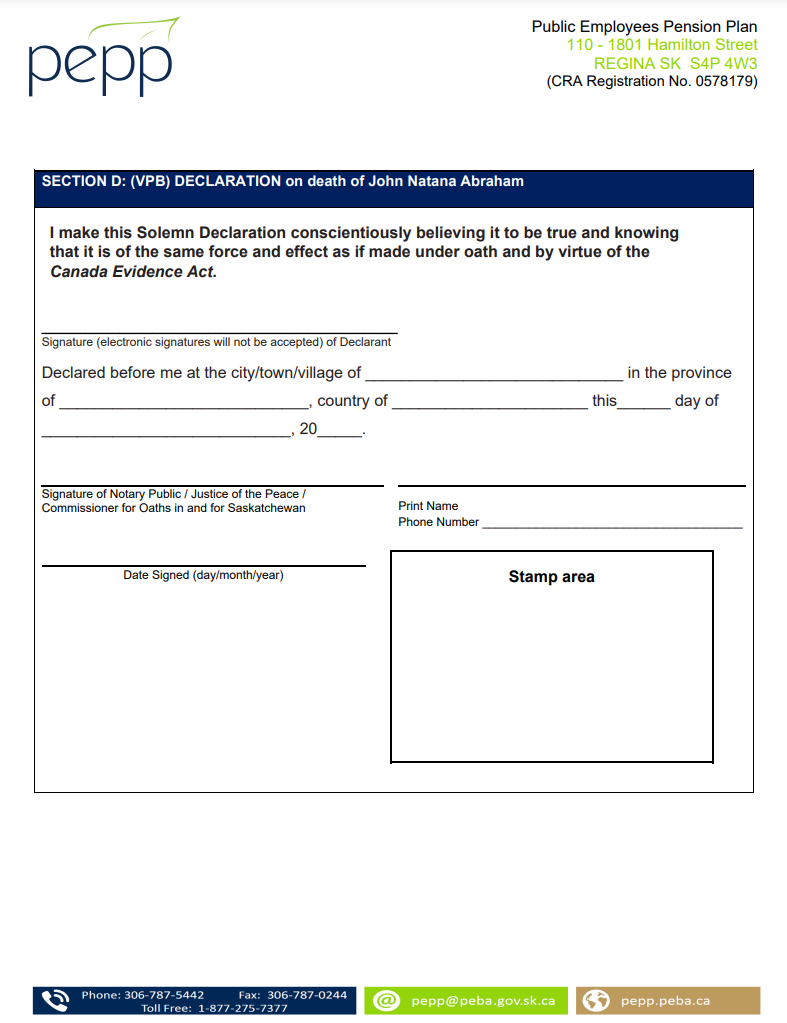 pepp
Public Employees Pension Plan
110 - 1801 Hamilton Street
REGINA SK  S4P 4W3
(CRA Registration No. 0578179)
SECTION D: (VPB) DECLARATION on death of John Natana Abraham
I make this Solemn Declaration conscientiously believing it to be true and knowing
that it is of the same force and effect as if made under oath and by virtue of the
Canada Evidence Act.
Signature (electronic signatures will not be accepted) of Declarant
Declared before me at the city/town/village of ______________________________ in the province
of _____________________________, country of _______________________ this______ day of
_____________________________, 20_____.
Signature of Notary Public / Justice of the Peace /
Commissioner for Oaths in and for Saskatchewan
Print Name
Phone Number _______________________________________
Date Signed (day/month/year)
Stamp area
Phone: 306-787-5442 Fax: 306-787-0244
Toll Free: 1-877-275-7377
pepp@peba.gov.sk.ca
pepp.peba.ca